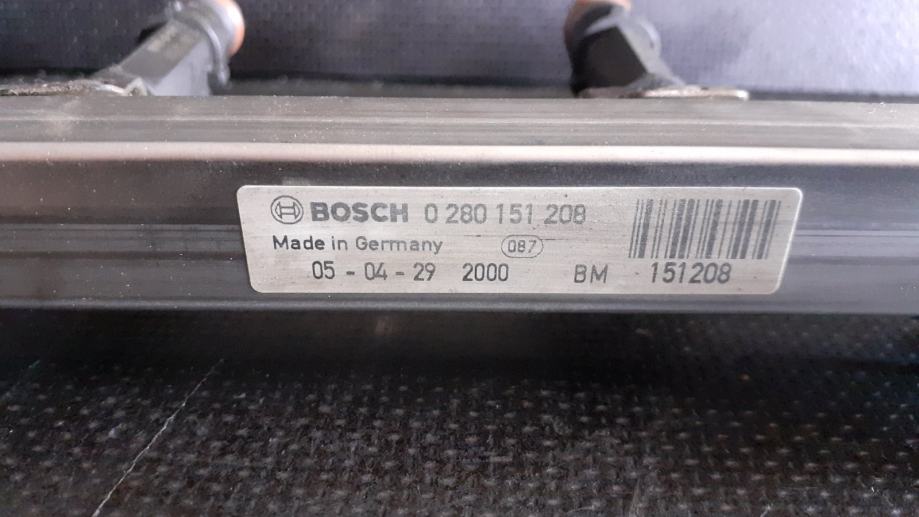 BOSCH 0 280 151 208
Made in Germany 087
05 - 04 - 29 2000 BM 151208